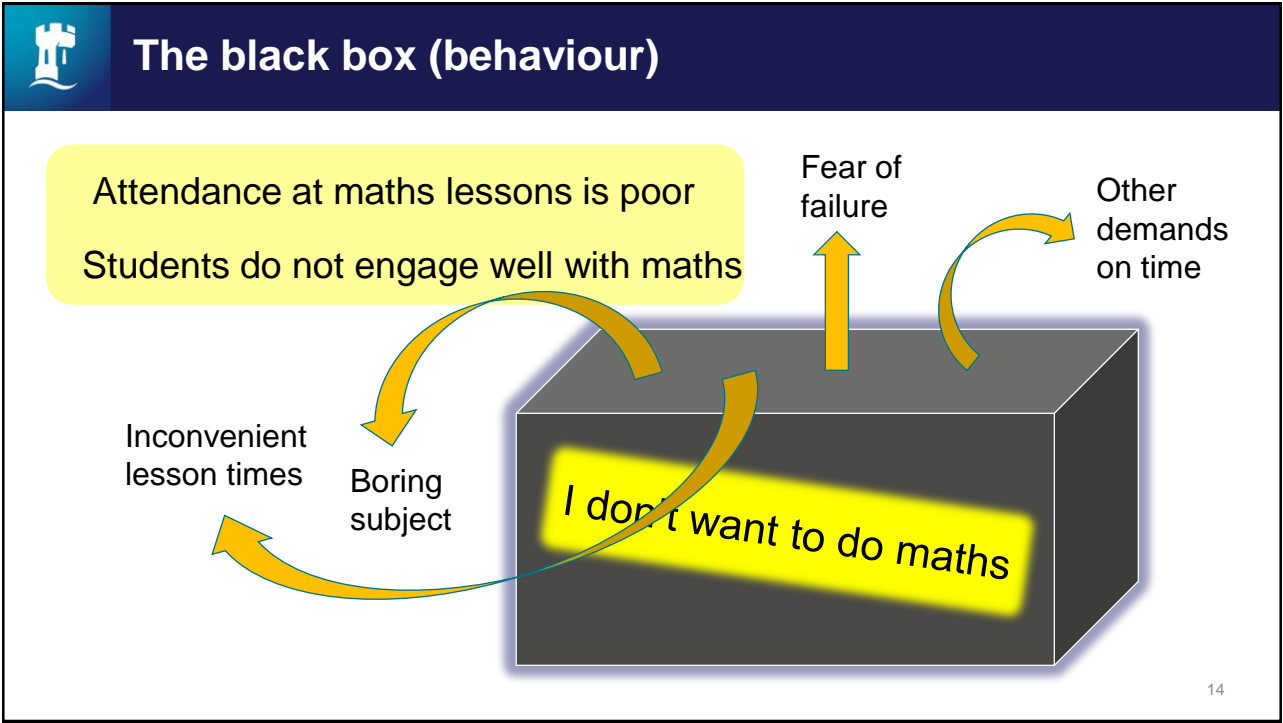 The black box (behaviour)
Attendance at maths lessons is poor
Students do not engage well with maths
Fear of
failure
Other
demands
on time
Inconvenient
lesson times
Boring
subject
I don't want to do maths
14